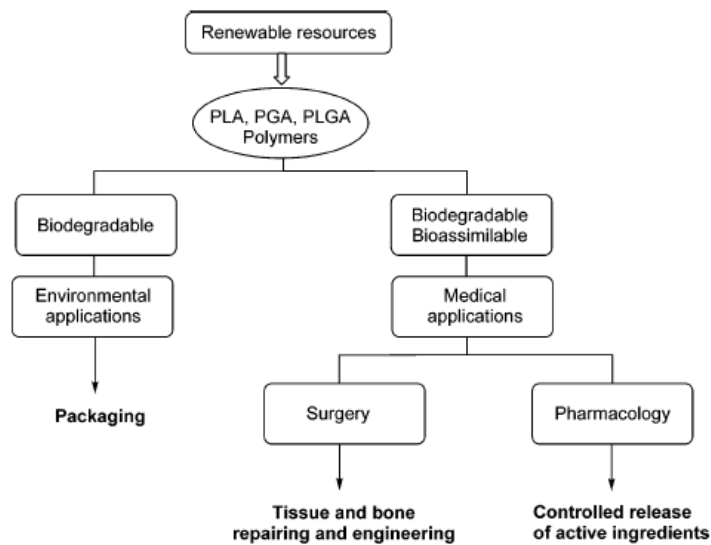 Renewable resources
PLA, PGA, PLGA
Polymers
Biodegradable
Biodegradable
Bioassimilable
Environmental
applications
Medical
applications
Packaging
Surgery
Pharmacology
Tissue and bone
repairing and engineering
Controlled release
of active ingredients